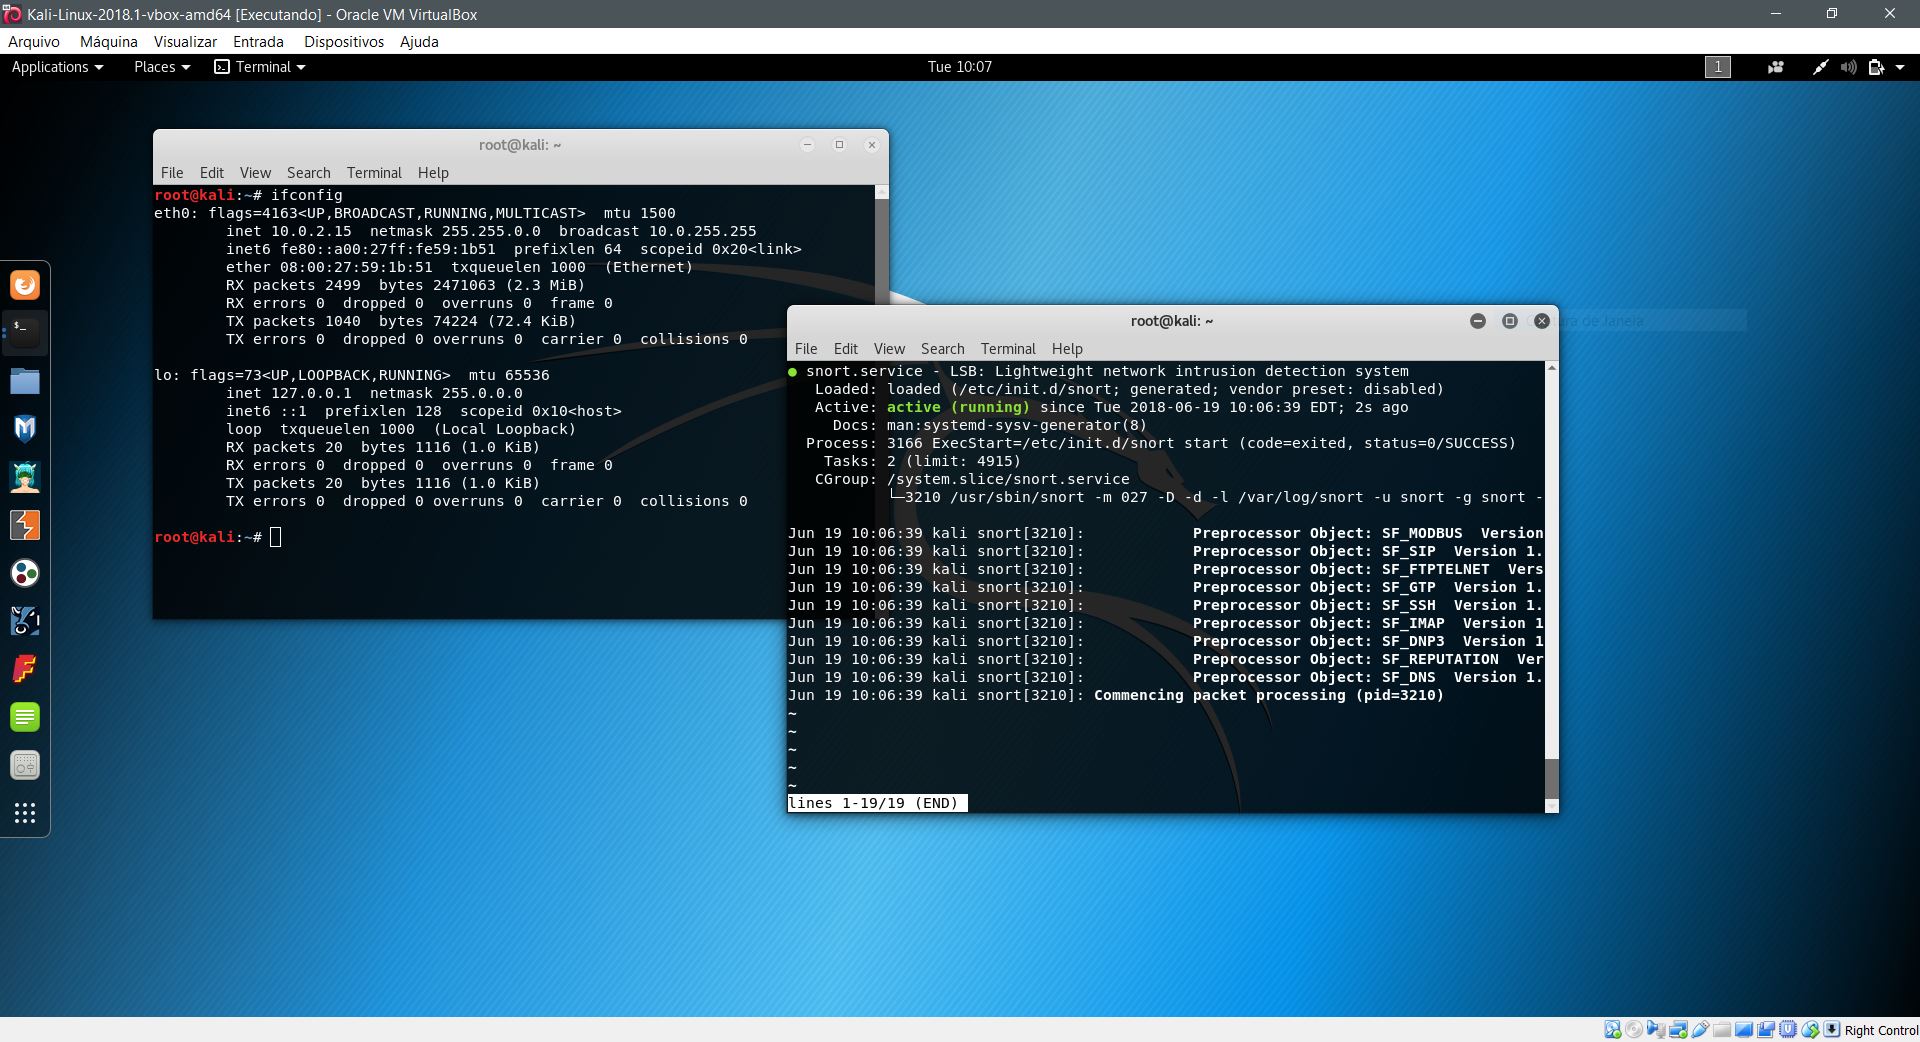 Kali-Linux-2018.1-vbox-amd64 [Executando] - Oracle VM VirtualBox
Arquivo Máquina Visualizar Entrada Dispositivos Ajuda
Applications Places Terminal Tue 10:07 1
root@kali: ~
File Edit View Search Terminal Help
root@kali:~# ifconfig
eth0: flags=4163<UP,BROADCAST,RUNNING,MULTICAST>  mtu 1500
        inet 10.0.2.15  netmask 255.255.0.0  broadcast 10.0.255.255
        inet6 fe80::a00:27ff:fe59:1b51  prefixlen 64  scopeid 0x20<link>
        ether 08:00:27:59:1b:51  txqueuelen 1000  (Ethernet)
        RX packets 2499  bytes 2471063 (2.3 MiB)
        RX errors 0  dropped 0  overruns 0  frame 0
        TX packets 1040  bytes 74224 (72.4 KiB)
        TX errors 0  dropped 0 overruns 0  carrier 0  collisions 0
lo: flags=73<UP,LOOPBACK,RUNNING>  mtu 65536
        inet 127.0.0.1  netmask 255.0.0.0
        inet6 ::1  prefixlen 128  scopeid 0x10<host>
        loop  txqueuelen 1000  (Local Loopback)
        RX packets 20  bytes 1116 (1.0 KiB)
        RX errors 0  dropped 0  overruns 0  frame 0
        TX packets 20  bytes 1116 (1.0 KiB)
        TX errors 0  dropped 0 overruns 0  carrier 0  collisions 0
root@kali:~#
root@kali: ~
de Janela
File Edit View Search Terminal Help
● snort.service - LSB: Lightweight network intrusion detection system
   Loaded: loaded (/etc/init.d/snort; generated; vendor preset: disabled)
   Active: active (running) since Tue 2018-06-19 10:06:39 EDT; 2s ago
     Docs: man:systemd-sysv-generator(8)
  Process: 3166 ExecStart=/etc/init.d/snort start (code=exited, status=0/SUCCESS)
    Tasks: 2 (limit: 4915)
   CGroup: /system.slice/snort.service
           └─3210 /usr/sbin/snort -m 027 -D -d -l /var/log/snort -u snort -g snort -
Jun 19 10:06:39 kali snort[3210]:            Preprocessor Object: SF_MODBUS  Version
Jun 19 10:06:39 kali snort[3210]:            Preprocessor Object: SF_SIP  Version 1.
Jun 19 10:06:39 kali snort[3210]:            Preprocessor Object: SF_FTPTELNET  Vers
Jun 19 10:06:39 kali snort[3210]:            Preprocessor Object: SF_GTP  Version 1.
Jun 19 10:06:39 kali snort[3210]:            Preprocessor Object: SF_SSH  Version 1.
Jun 19 10:06:39 kali snort[3210]:            Preprocessor Object: SF_IMAP  Version 1
Jun 19 10:06:39 kali snort[3210]:            Preprocessor Object: SF_DNP3  Version 1
Jun 19 10:06:39 kali snort[3210]:            Preprocessor Object: SF_REPUTATION  Ver
Jun 19 10:06:39 kali snort[3210]:            Preprocessor Object: SF_DNS  Version 1.
Jun 19 10:06:39 kali snort[3210]: Commencing packet processing (pid=3210)
~
~
~
~
~
lines 1-19/19 (END)
Right Control